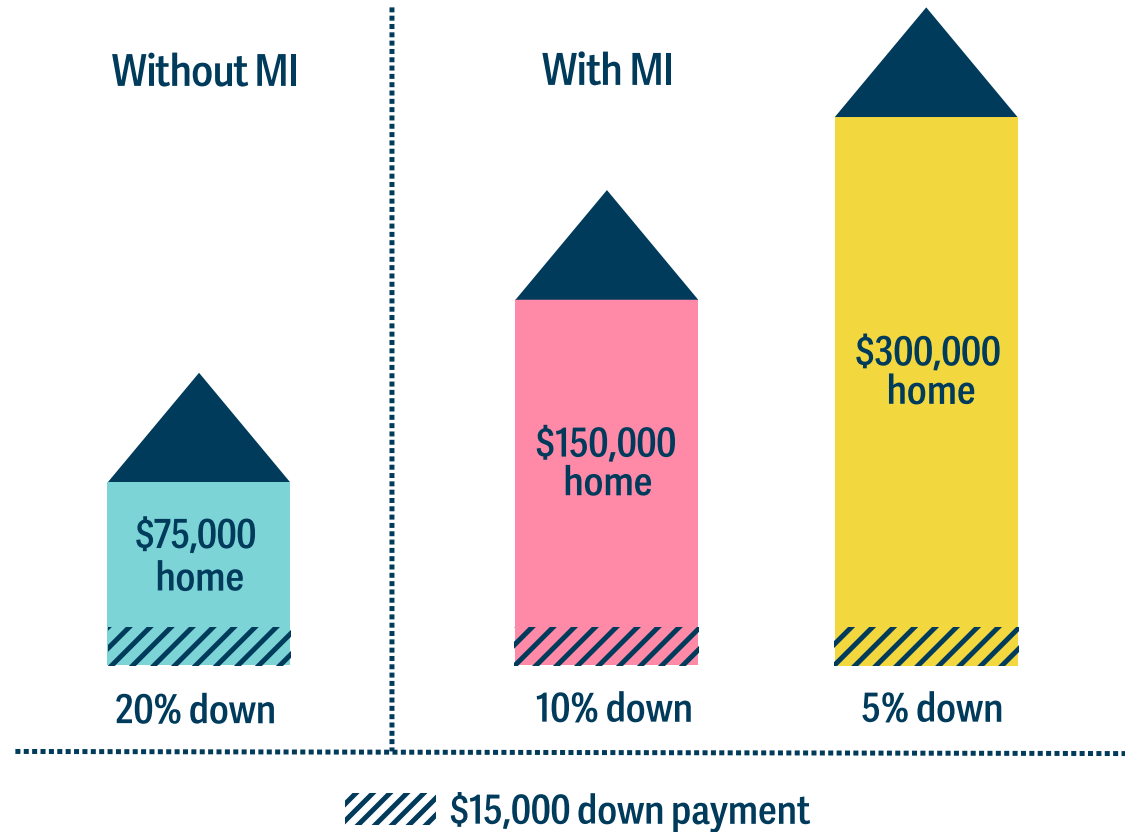 Without MI
With MI
$75,000
home
$150,000
home
$300,000
home
20% down
10% down
5% down
$15,000 down payment